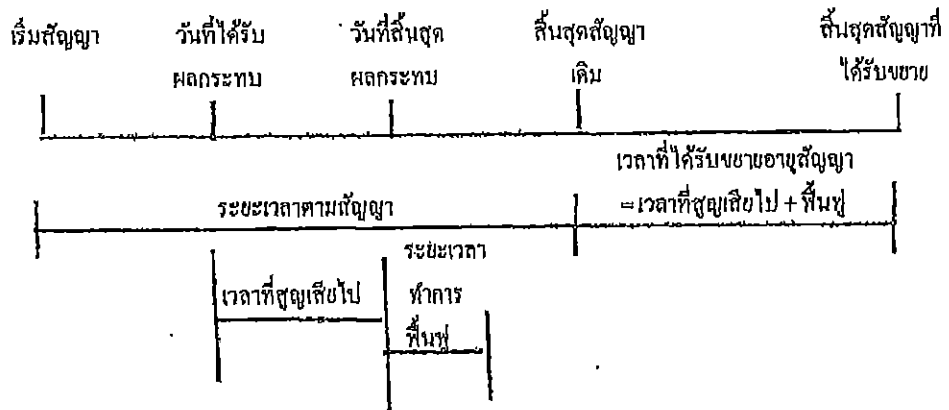 เริ่มสัญญา วันที่ได้รับ วันที่สิ้นสุด สิ้นสุดสัญญา สิ้นสุดสัญญาที่
ผลกระทบ ผลกระทบ เดิม ได้รับขยาย
เวลาที่ได้รับขยายอายุสัญญา
ระยะเวลาตามสัญญา =เวลาที่สูญเสียไป + ฟื้นฟู
ระยะเวลา
เวลาที่สูญเสียไป ทำการ
ฟื้นฟู